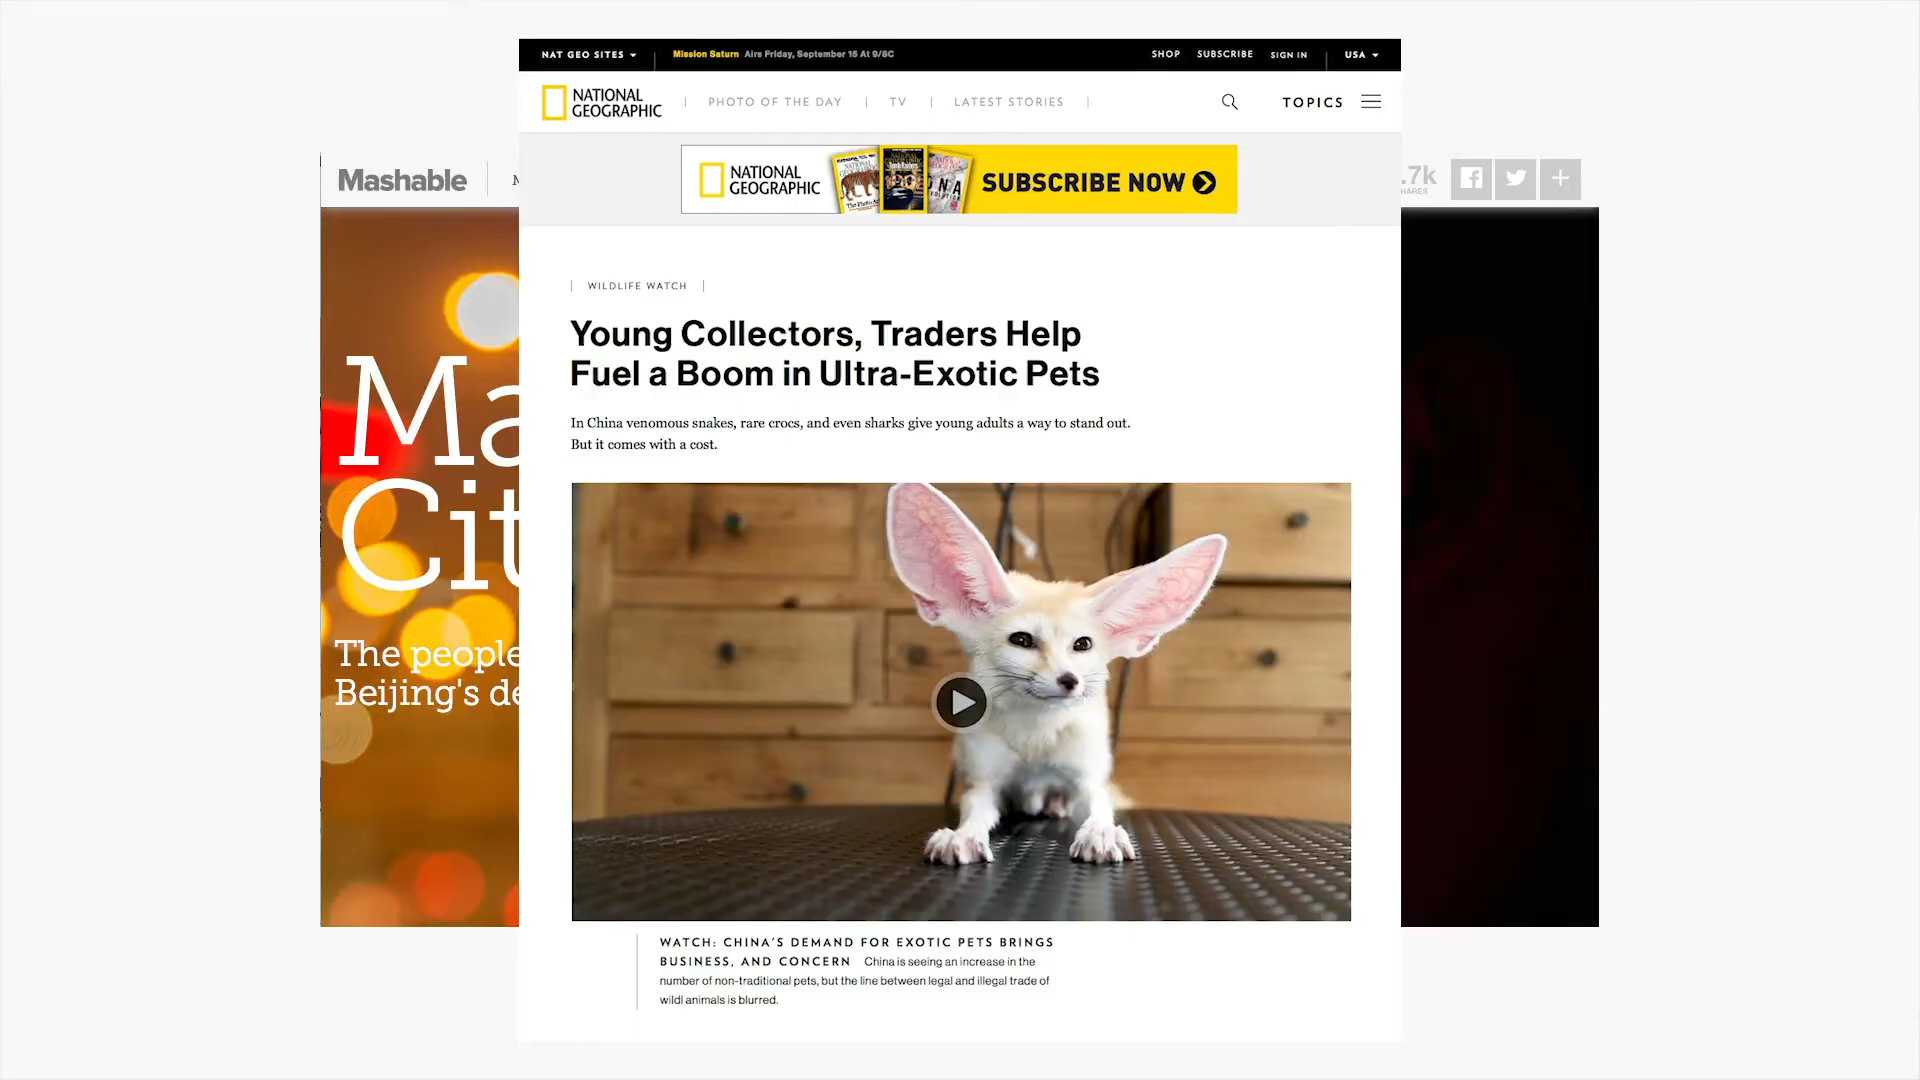 NAT GEO SITES
Mission Saturn Airs Friday, September 15 At 9/8C
SHOP
SUBSCRIBE
SIGN IN
USA
NATIONAL
GEOGRAPHIC
PHOTO OF THE DAY
TV
LATEST STORIES
TOPICS
NATIONAL
GEOGRAPHIC
SUBSCRIBE NOW
WILDLIFE WATCH
Young Collectors, Traders Help
Fuel a Boom in Ultra-Exotic Pets
In China venomous snakes, rare crocs, and even sharks give young adults a way to stand out.
But it comes with a cost.
WATCH: CHINA'S DEMAND FOR EXOTIC PETS BRINGS
BUSINESS, AND CONCERN China is seeing an increase in the
number of non-traditional pets, but the line between legal and illegal trade of
wildl animals is blurred.
Mashable
Ma
Cit
The people
Beijing's de
.7k
HARES